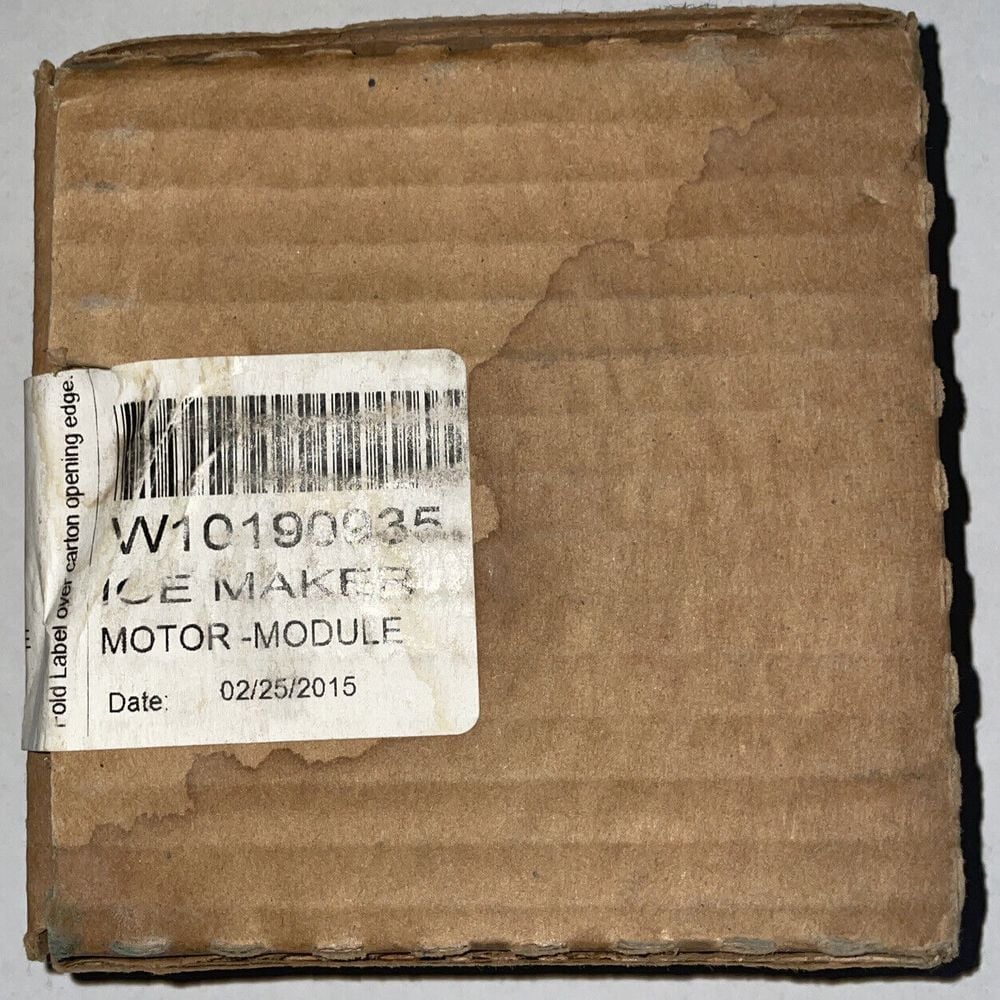 Fold Label over carton opening edge.
W10190935
ICE MAKER
MOTOR-MODULE
Date: 02/25/2015